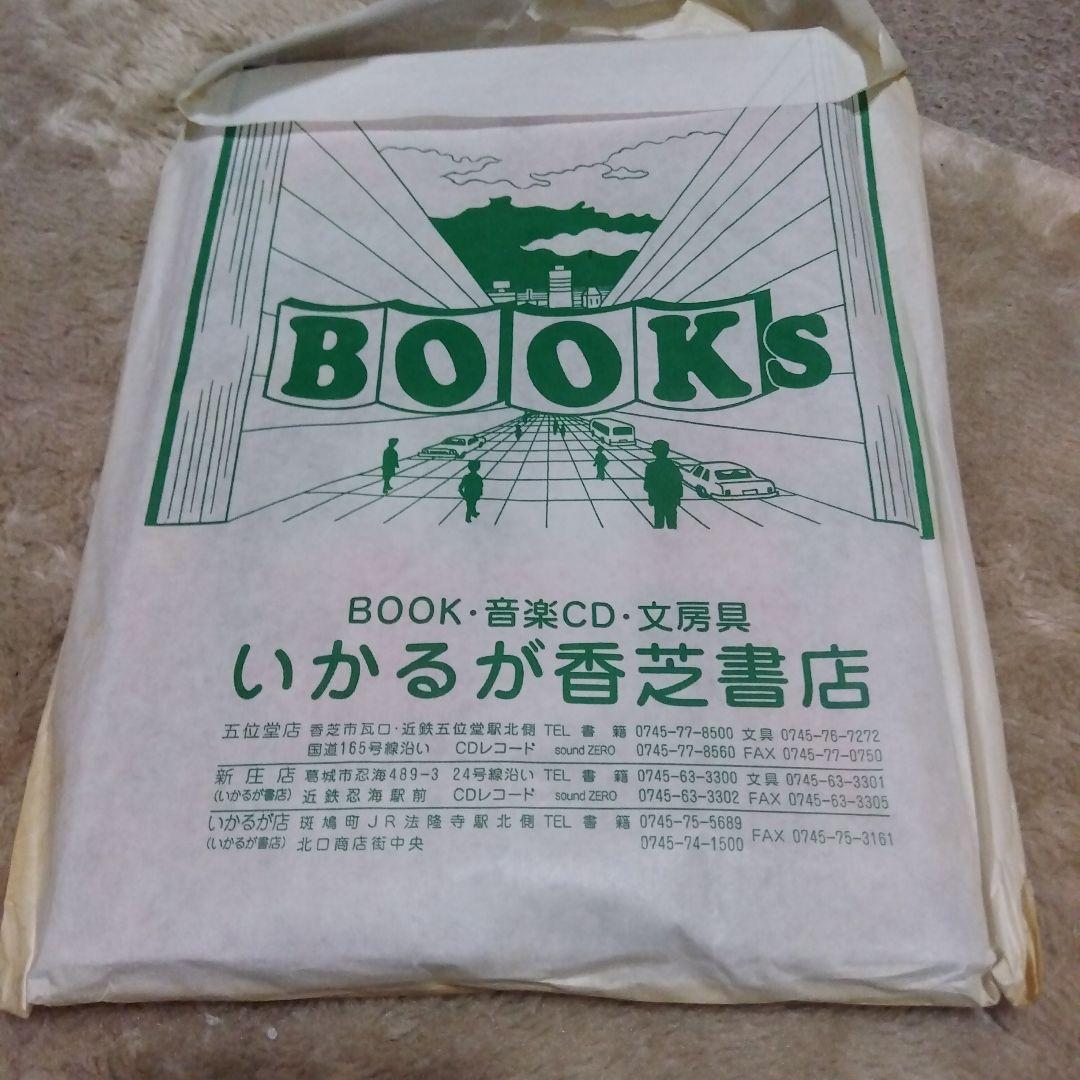 BOOKS
BOOK・音楽CD・文房具
いかるが香芝書店
五位堂店 香芝市瓦口・近鉄五位堂駅北側 TEL 書籍 0745-77-8500 文具 0745-76-7272
国道165号線沿い CDレコード sound ZERO 0745-77-8560 FAX 0745-77-0750
新庄店 葛城市忍海489-3 24号線沿い TEL 書籍 0745-63-3300 文具 0745-63-3301
(いかるが書店) 近鉄忍海駅前 CDレコード sound ZERO 0745-63-3302 FAX 0745-63-3305
いかるが店 斑鳩町JR法隆寺駅北側 TEL 書籍 0745-75-5689
(いかるが書店) 北口商店街中央 0745-74-1500 FAX 0745-75-3161